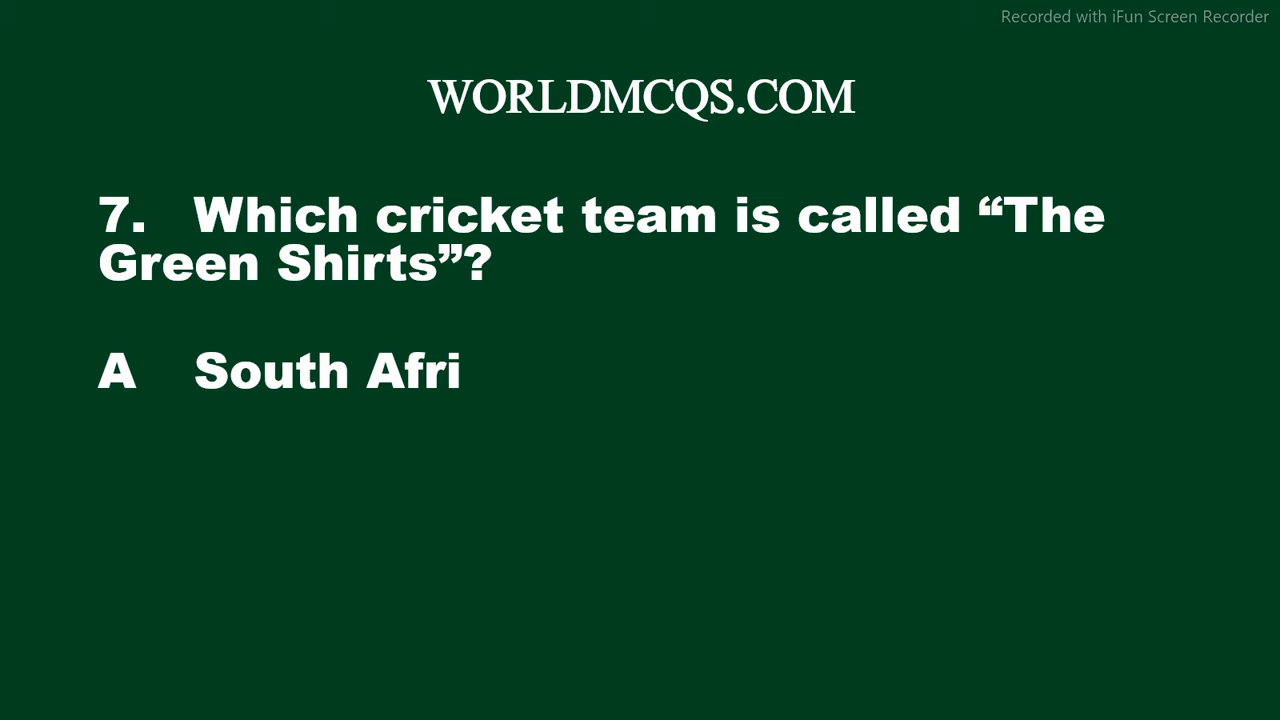 Recorded with iFun Screen Recorder
WORLDMCQS.COM
7. Which cricket team is called “The
Green Shirts”?
A South Afri